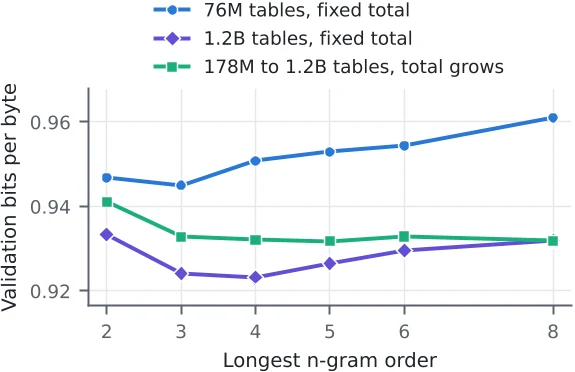 76M tables, fixed total
1.2B tables, fixed total
178M to 1.2B tables, total grows
Validation bits per byte
0.96
0.94
0.92
2 3 4 5 6 8
Longest n-gram order